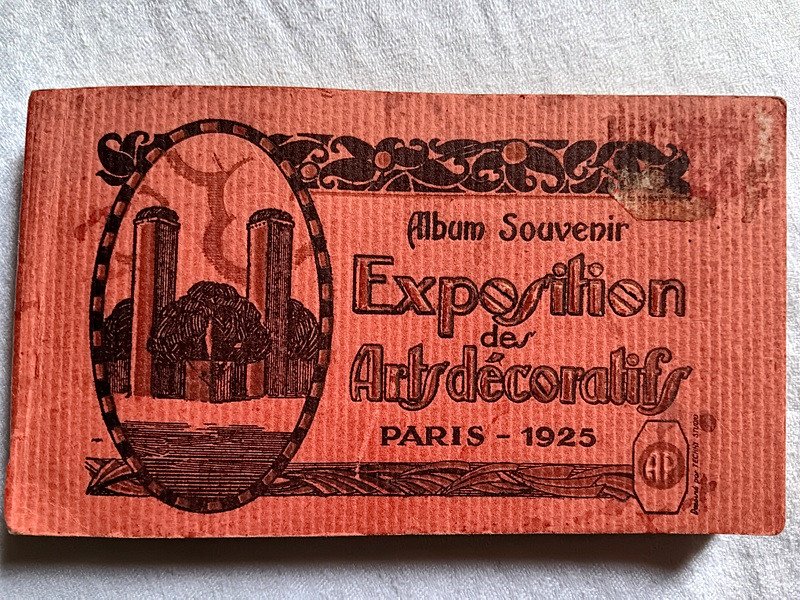 Album Souvenir
Exposition
des
Arts décoratifs
PARIS - 1925
AP